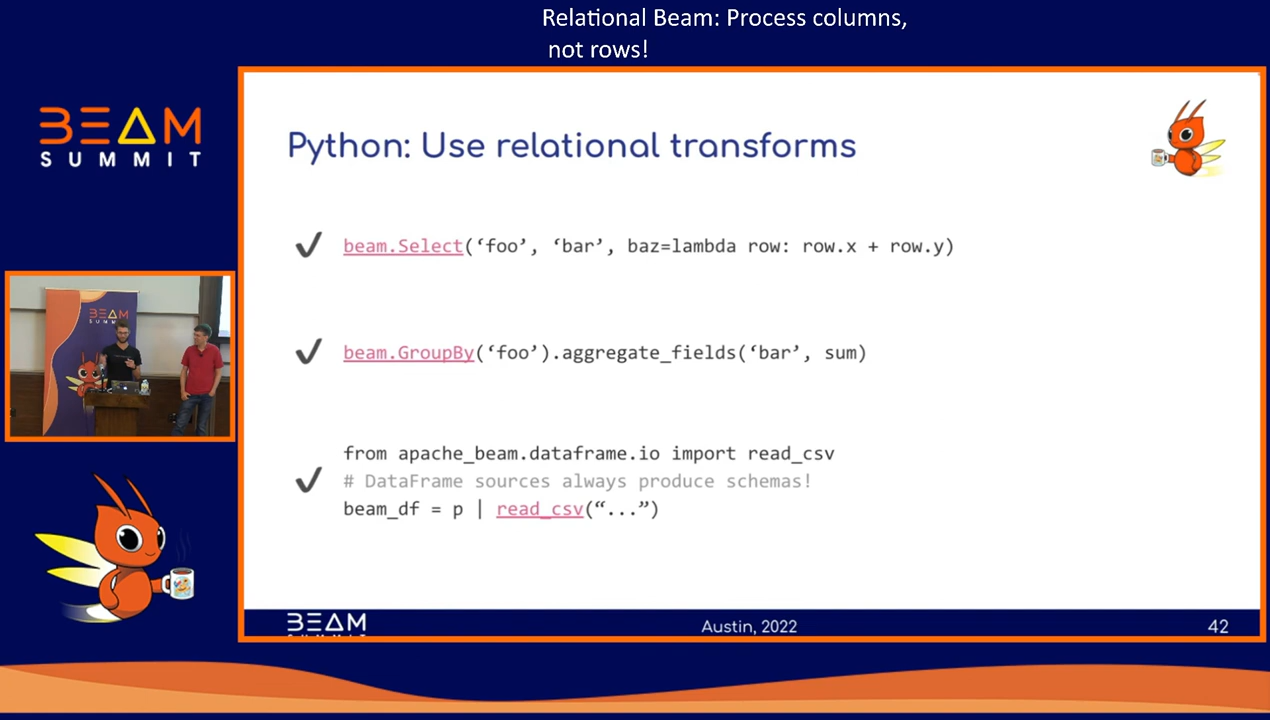 Relational Beam: Process columns,
not rows!
BEAM
SUMMIT
Python: Use relational transforms
✔ beam.Select(‘foo’, ‘bar’, baz=lambda row: row.x + row.y)
✔ beam.GroupBy(‘foo’).aggregate_fields(‘bar’, sum)
✔ from apache_beam.dataframe.io import read_csv
# DataFrame sources always produce schemas!
beam_df = p | read_csv(“...”)
BEAM
SUMM
BEAM
Austin, 2022
42